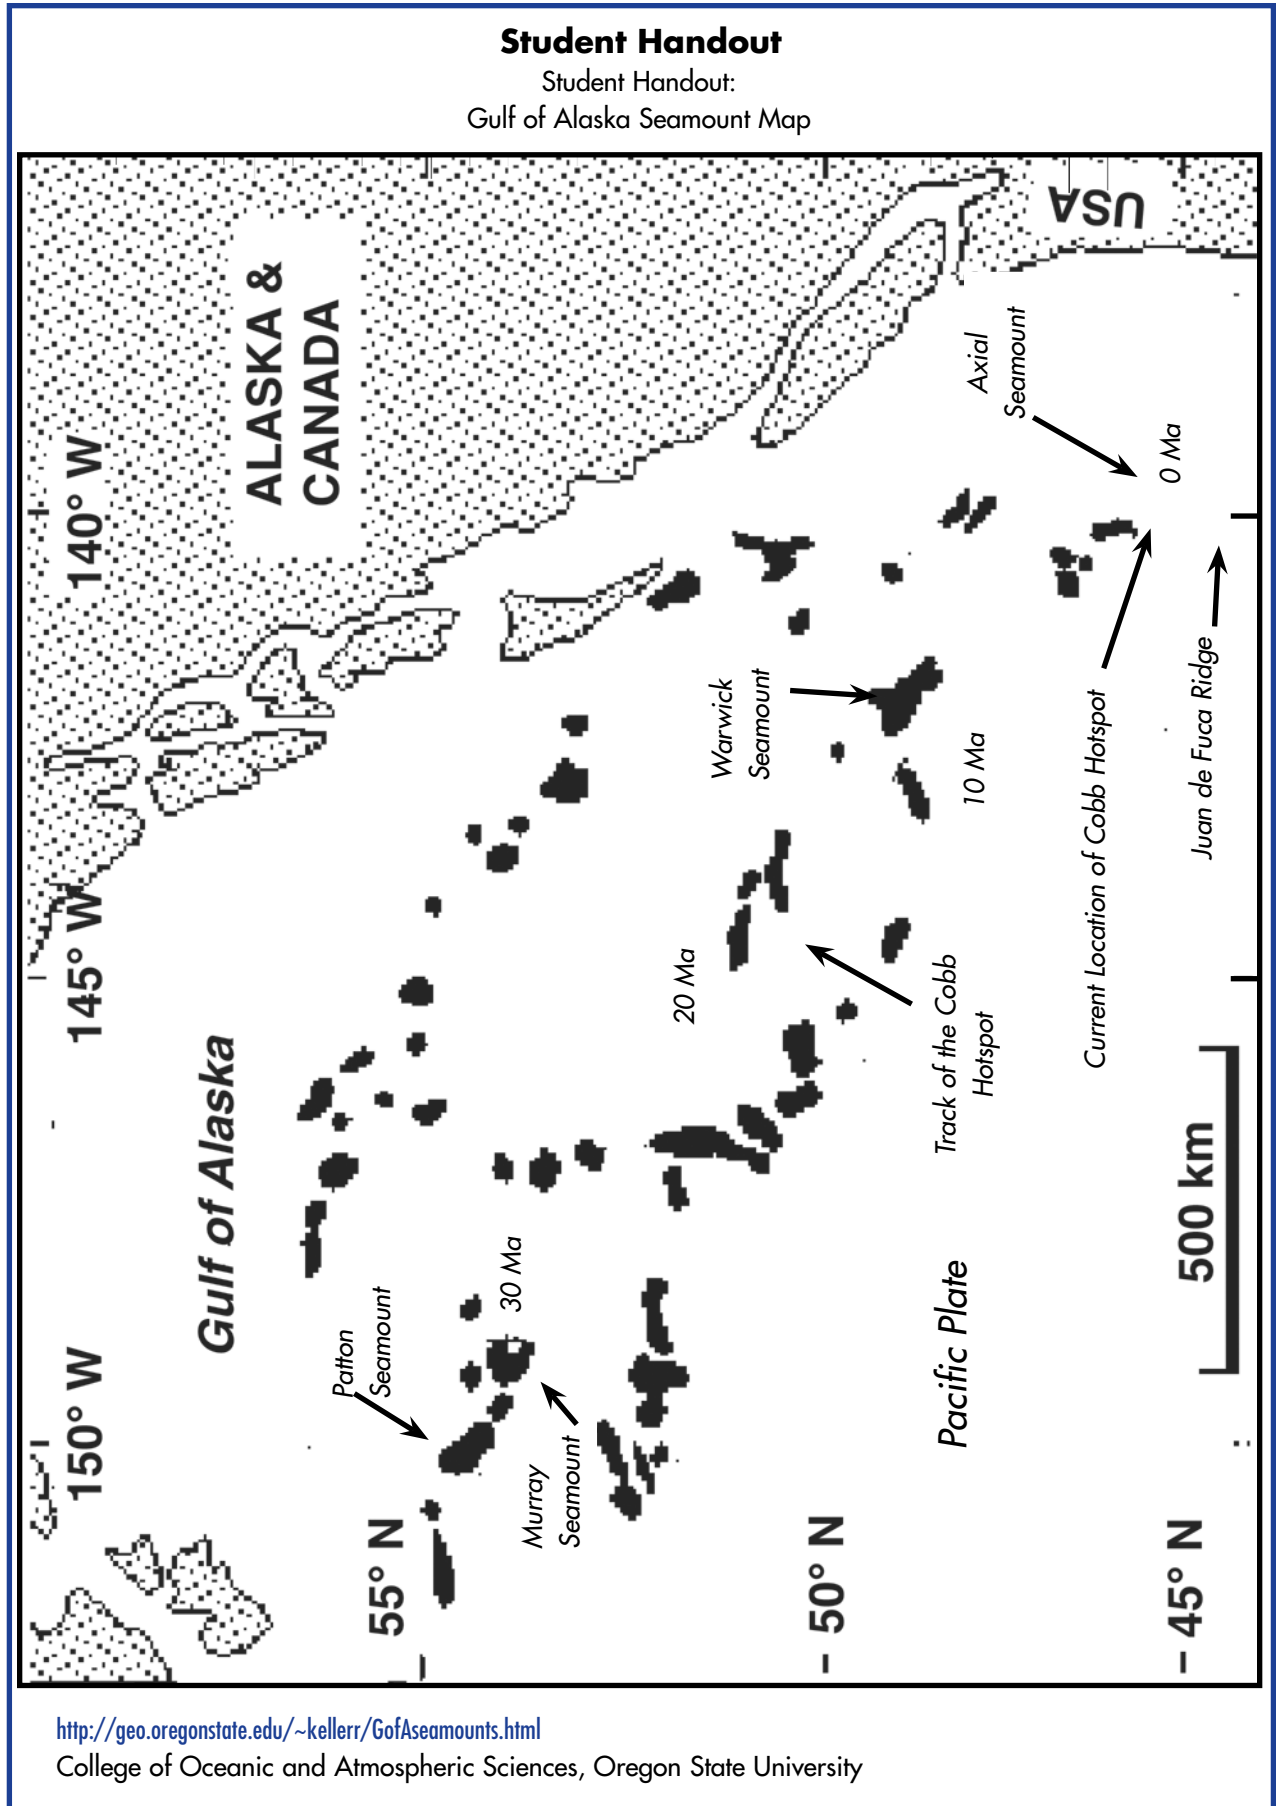 Student Handout
Student Handout:
Gulf of Alaska Seamount Map
ALASKA &
CANADA
USA
140° W
145° W
150° W
Gulf of Alaska
Axial
Seamount
0 Ma
Warwick
Seamount
10 Ma
Current Location of Cobb Hotspot
Juan de Fuca Ridge
20 Ma
Track of the Cobb
Hotspot
30 Ma
Patton
Seamount
Murray
Seamount
Pacific Plate
500 km
55° N
50° N
45° N
http://geo.oregonstate.edu/~kellerr/GofAseamounts.html
College of Oceanic and Atmospheric Sciences, Oregon State University